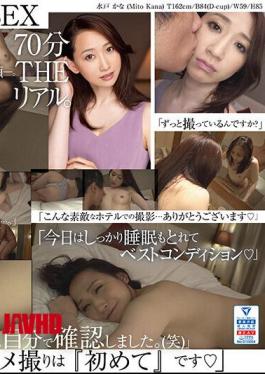 水戸 かな (Mito Kana) T162cm/B84(D-cup)/W59/H85
SEX
70分
THE
リアル。
「ずっと撮っているんですか?」
「こんな素敵なホテルでの撮影…ありがとうございます♡」
「今日はしっかり睡眠もとれて
ベストコンディション♡」
JAVHD
自分で確認しました。(笑)」
メ撮りは『初めて』です♡」